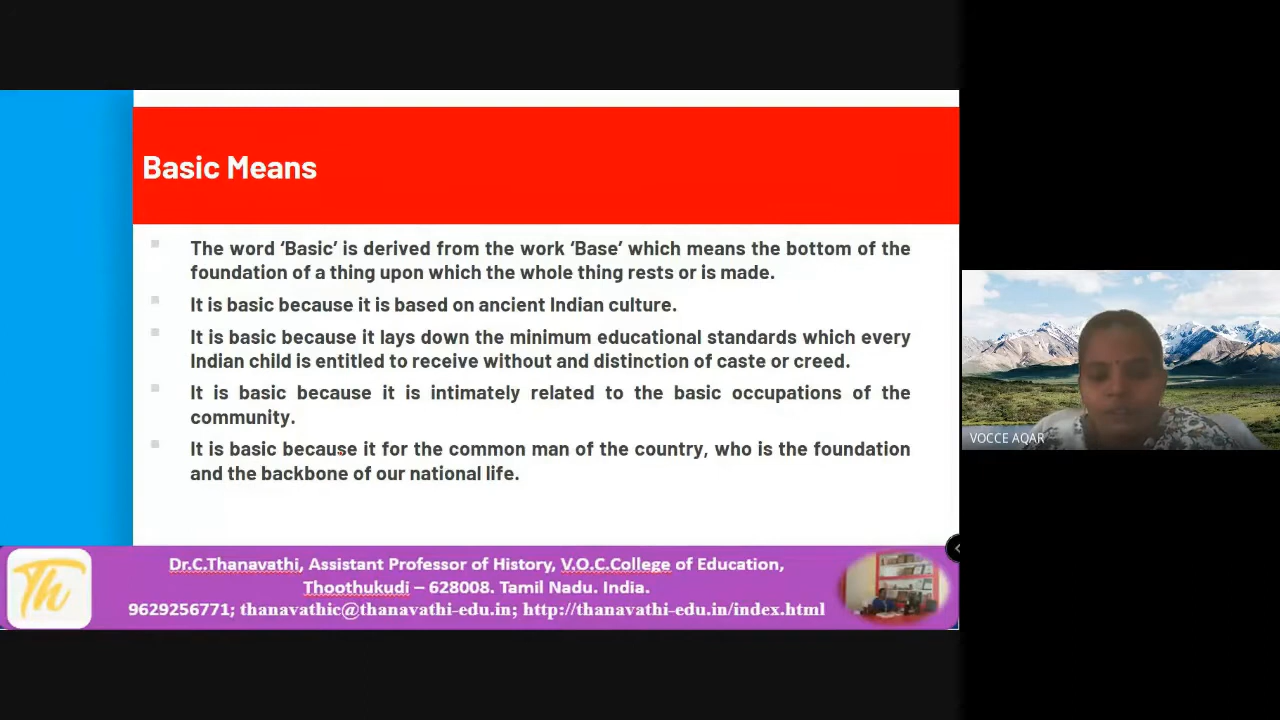 Basic Means
The word ‘Basic’ is derived from the work ‘Base’ which means the bottom of the
foundation of a thing upon which the whole thing rests or is made.
It is basic because it is based on ancient Indian culture.
It is basic because it lays down the minimum educational standards which every
Indian child is entitled to receive without and distinction of caste or creed.
It is basic because it is intimately related to the basic occupations of the
community.
It is basic because it for the common man of the country, who is the foundation
and the backbone of our national life.
VOCCE AQAR
Th
Dr.C.Thanavathi, Assistant Professor of History, V.O.C.College of Education,
Thoothukudi – 628008. Tamil Nadu. India.
9629256771; thanavathic@thanavathi-edu.in; http://thanavathi-edu.in/index.html